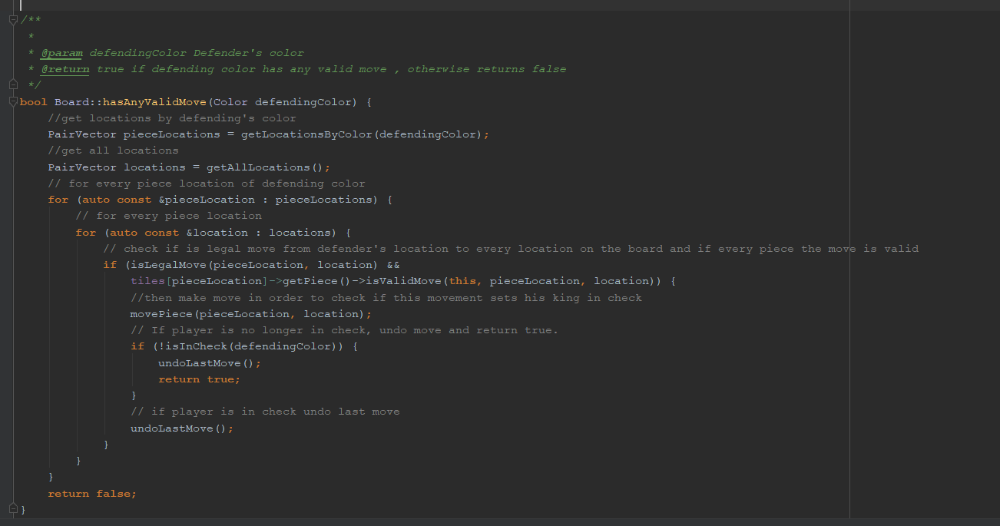 /**
 *
 * @param defendingColor Defender's color
 * @return true if defending color has any valid move , otherwise returns false
 */
bool Board::hasAnyValidMove(Color defendingColor) {
    //get locations by defending's color
    PairVector pieceLocations = getLocationsByColor(defendingColor);
    //get all locations
    PairVector locations = getAllLocations();
    // for every piece location of defending color
    for (auto const &pieceLocation : pieceLocations) {
        // for every piece location
        for (auto const &location : locations) {
            // check if is legal move from defender's location to every location on the board and if every piece the move is valid
            if (isLegalMove(pieceLocation, location) &&
                tiles[pieceLocation]->getPiece()->isValidMove(this, pieceLocation, location)) {
                //then make move in order to check if this movement sets his king in check
                movePiece(pieceLocation, location);
                // If player is no longer in check, undo move and return true.
                if (!isInCheck(defendingColor)) {
                    undoLastMove();
                    return true;
                }
                // if player is in check undo last move
                undoLastMove();
            }
        }
    }
    return false;
}